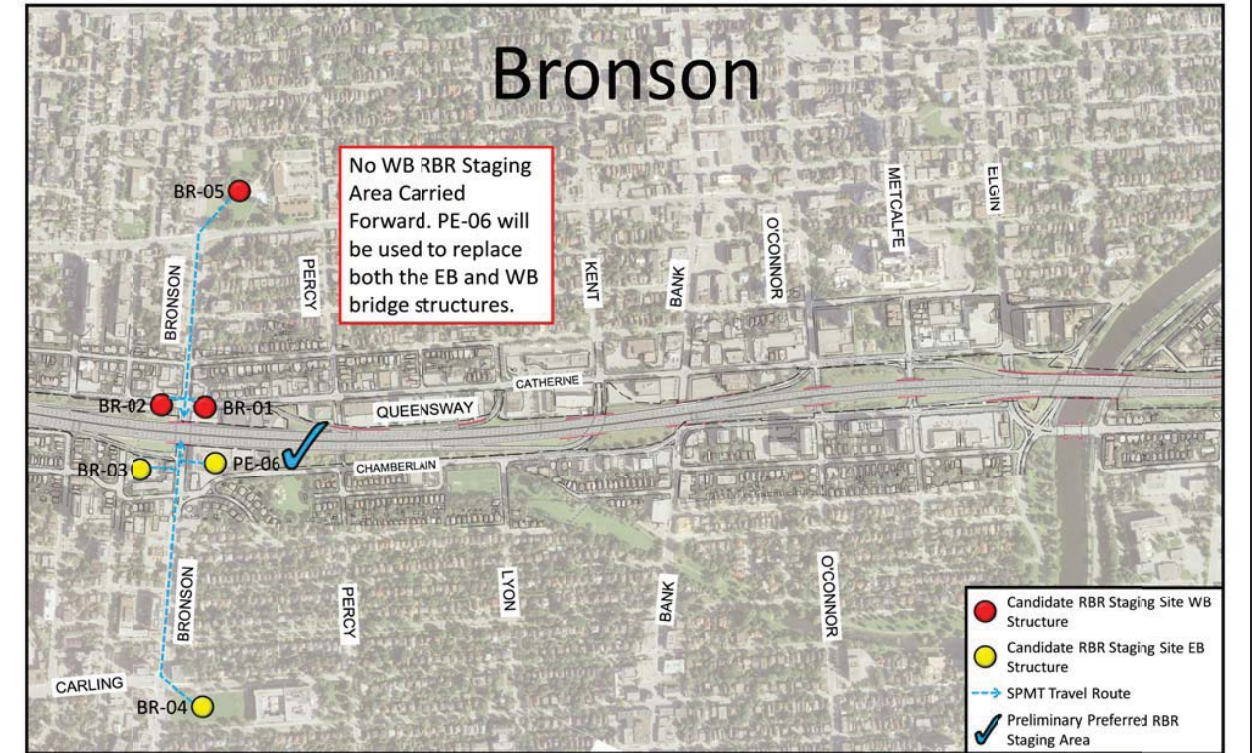 Bronson
BR-05
No WB RBR Staging
Area Carried
Forward. PE-06 will
be used to replace
both the EB and WB
bridge structures.
METCALFE
ELGIN
O'CONNOR
BRONSON
PERCY
KENT
BANK
CATHERNE
BR-02
BR-01
QUEENSWAY
BR-03
PE-06
CHAMBERLAIN
BRONSON
PERCY
LYON
BANK
O'CONNOR
CARLING
BR-04
Candidate RBR Staging Site WB
Structure
Candidate RBR Staging Site EB
Structure
SPMT Travel Route
Preliminary Preferred RBR
Staging Area